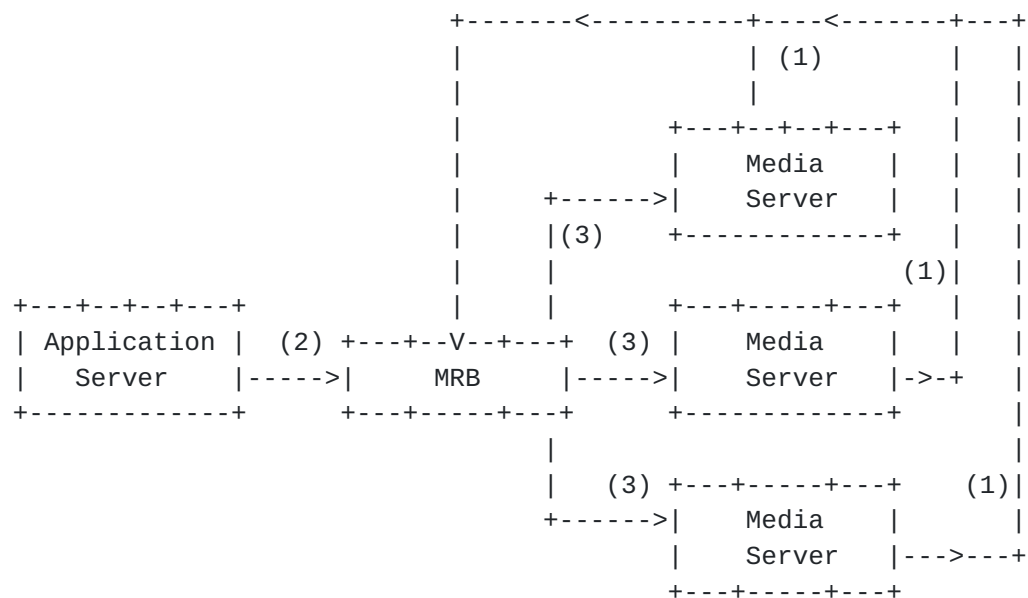 (1)
Media
Server
(3)
(1)
Application (2) (3) Media
Server MRB Server
(3) (1)
Media
Server